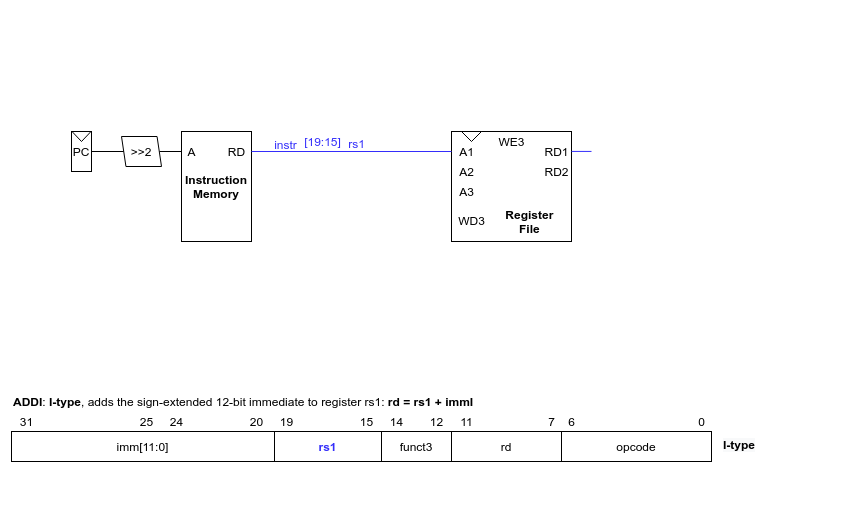 PC
>>2
A
RD
Instruction
Memory
instr [19:15] rs1
WE3
A1
RD1
A2
RD2
A3
WD3
Register
File
ADDI: I-type, adds the sign-extended 12-bit immediate to register rs1: rd = rs1 + immI
31 25 24 20 19 15 14 12 11 7 6 0
imm[11:0] rs1 funct3 rd opcode I-type